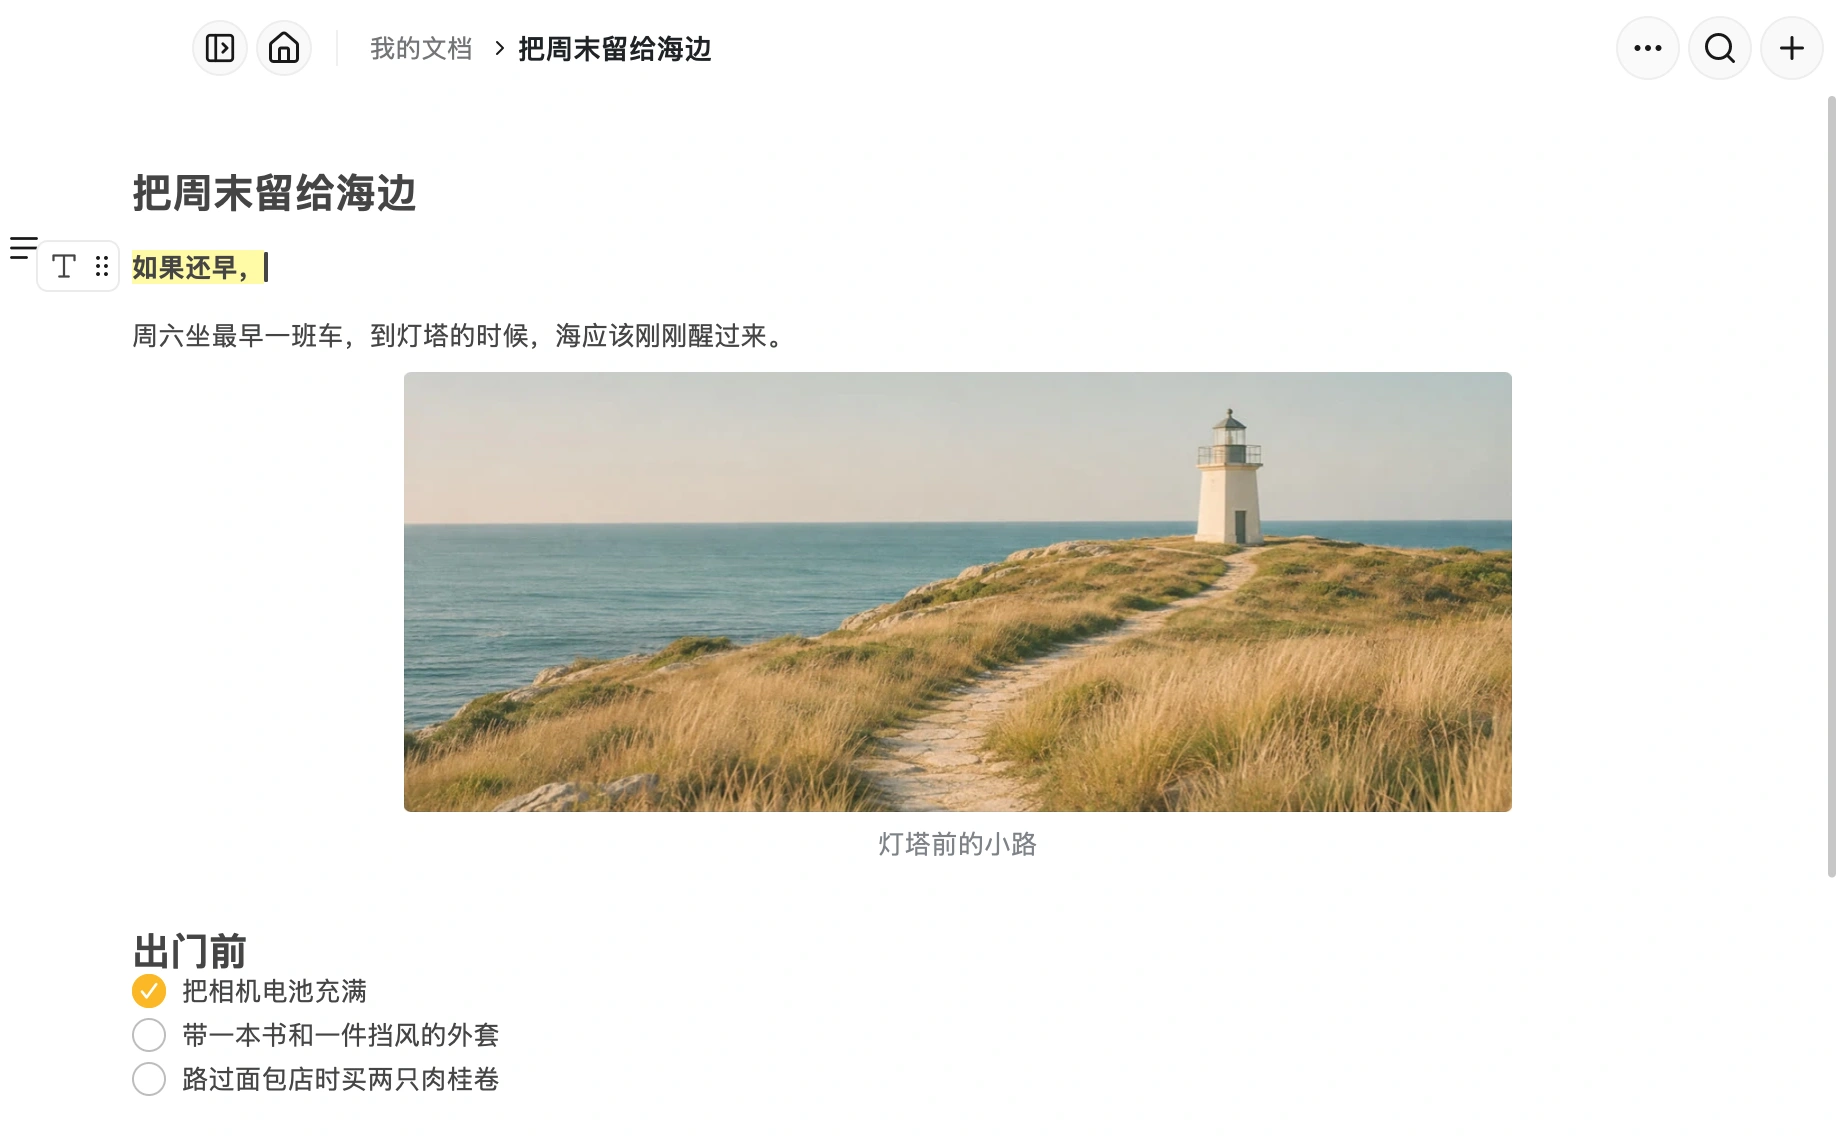 我的文档 > 把周末留给海边
把周末留给海边
如果还早，
周六坐最早一班车，到灯塔的时候，海应该刚刚醒过来。
灯塔前的小路
出门前
把相机电池充满
带一本书和一件挡风的外套
路过面包店时买两只肉桂卷